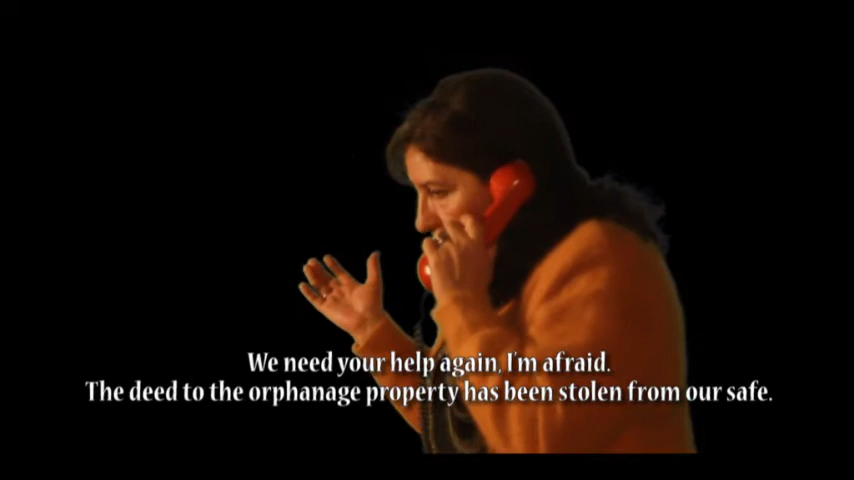 We need your help again, I'm afraid.
The deed to the orphanage property has been stolen from our safe.